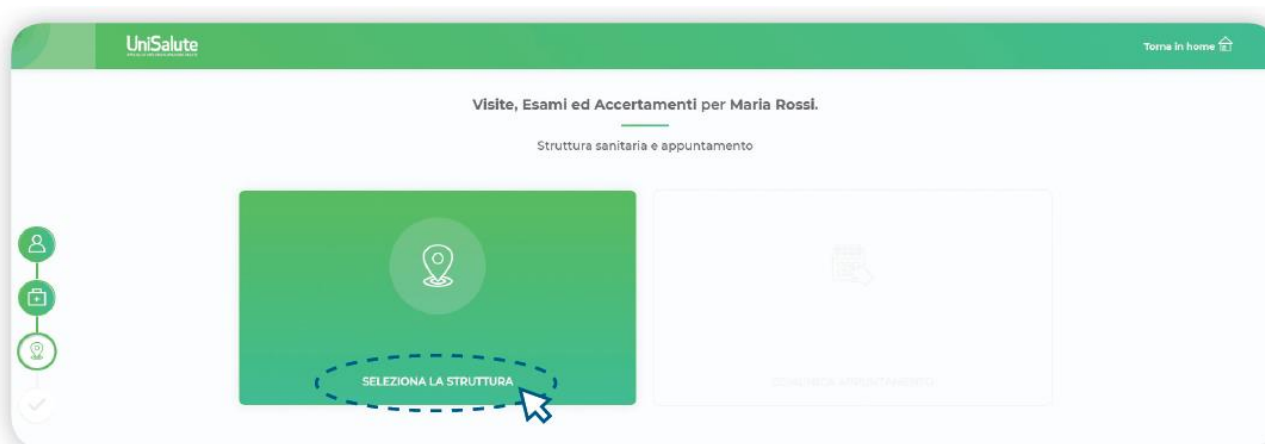 UniSalute
Torna in home
Visite, Esami ed Accertamenti per Maria Rossi.
Struttura sanitaria e appuntamento
SELEZIONA LA STRUTTURA